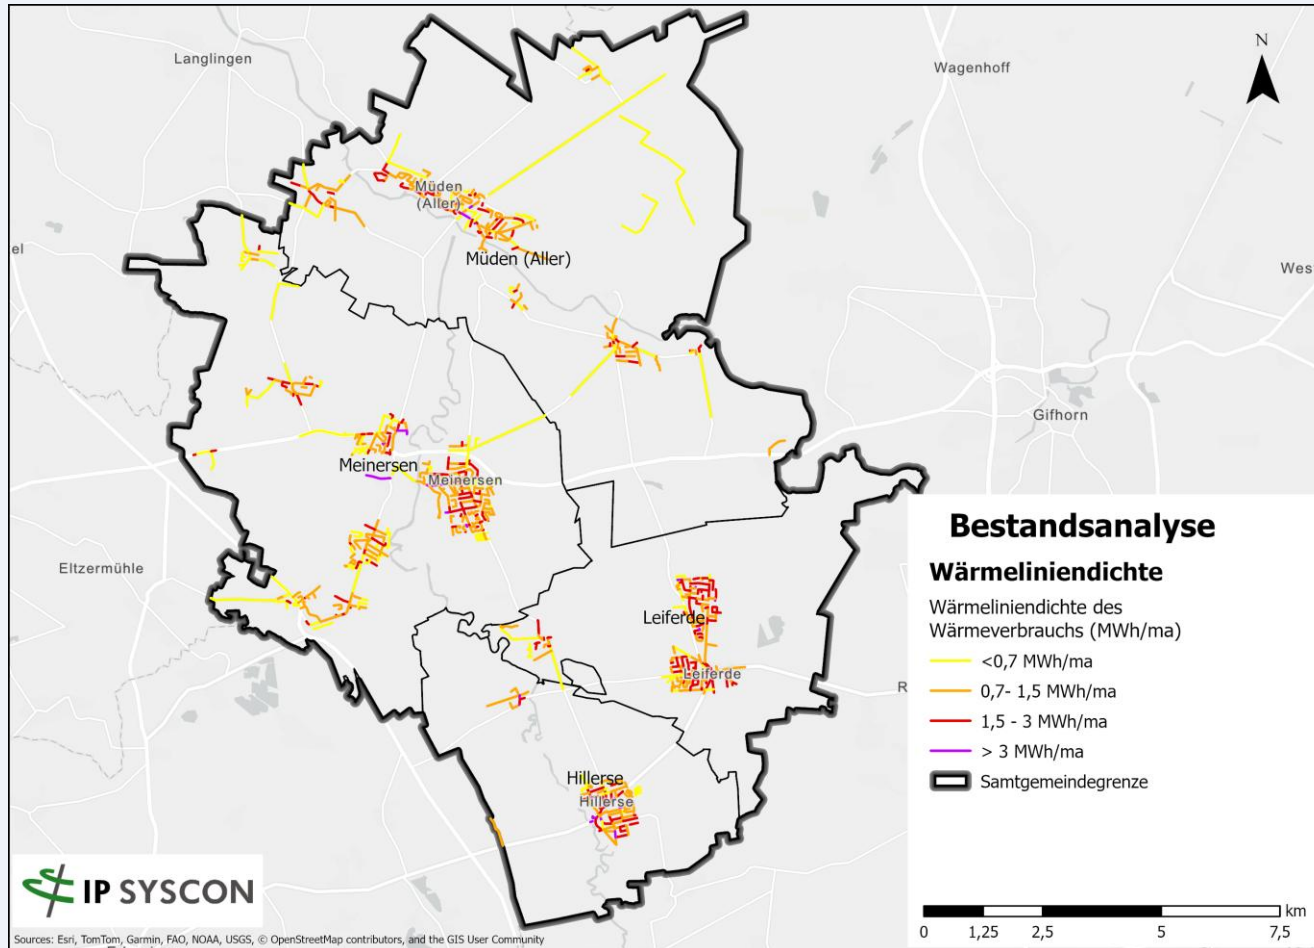 Langlingen
Wagenhoff
N
Müden
(Aller)
el
Müden (Aller)
Wes
Gifhorn
Meinersen
Meinersen
Eltzermühle
Leiferde
Leiferde
R
Hillerse
Hillerse
Bestandsanalyse
Wärmeliniendichte
Wärmeliniendichte des
Wärmeverbrauchs (MWh/ma)
<0,7 MWh/ma
0,7- 1,5 MWh/ma
1,5 - 3 MWh/ma
> 3 MWh/ma
Samtgemeindegrenze
IP SYSCON
km
0 1,25 2,5 5 7,5
Sources: Esri, TomTom, Garmin, FAO, NOAA, USGS, © OpenStreetMap contributors, and the GIS User Community